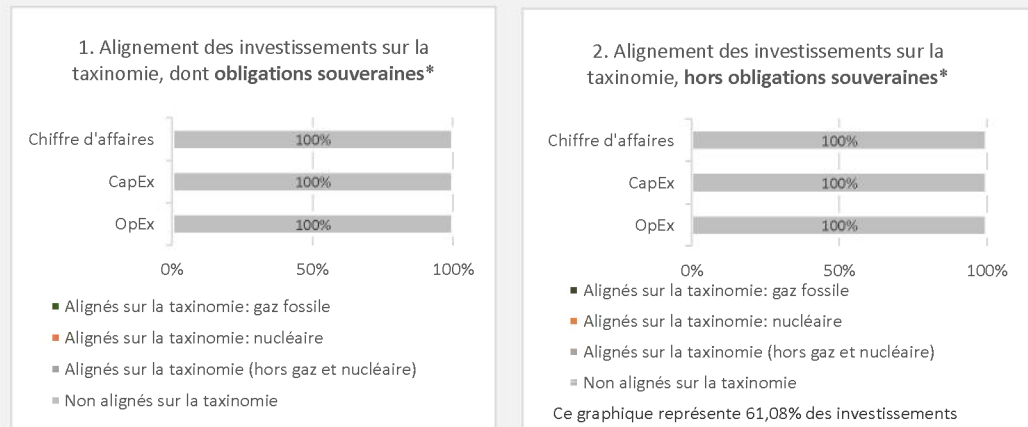 1. Alignement des investissements sur la
taxinomie, dont obligations souveraines*
Chiffre d'affaires
100%
CapEx
100%
OpEx
100%
0%
50%
100%
Alignés sur la taxinomie: gaz fossile
Alignés sur la taxinomie: nucléaire
Alignés sur la taxinomie (hors gaz et nucléaire)
Non alignés sur la taxinomie
2. Alignement des investissements sur la
taxinomie, hors obligations souveraines*
Chiffre d'affaires
100%
CapEx
100%
OpEx
100%
0%
50%
100%
Alignés sur la taxinomie: gaz fossile
Alignés sur la taxinomie: nucléaire
Alignés sur la taxinomie (hors gaz et nucléaire)
Non alignés sur la taxinomie
Ce graphique représente 61,08% des investissements